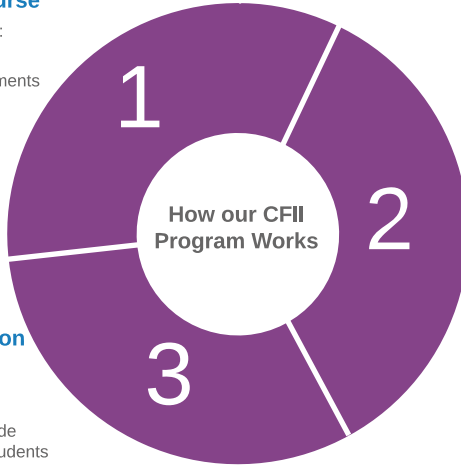 urse
:
ments
1
How our CFII
Program Works
2
on
3
de
udents